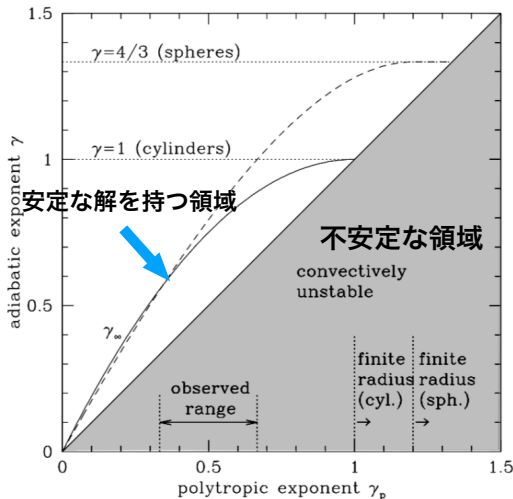 1.5
γ=4/3 (spheres)
γ=1 (cylinders)
1
安定な解を持つ領域
不安定な領域
convectively
unstable
adiabatic exponent γ
0.5
γ∞
observed
range
finite
radius
(cyl.)
finite
radius
(sph.)
0
0
0.5
1
1.5
polytropic exponent γp